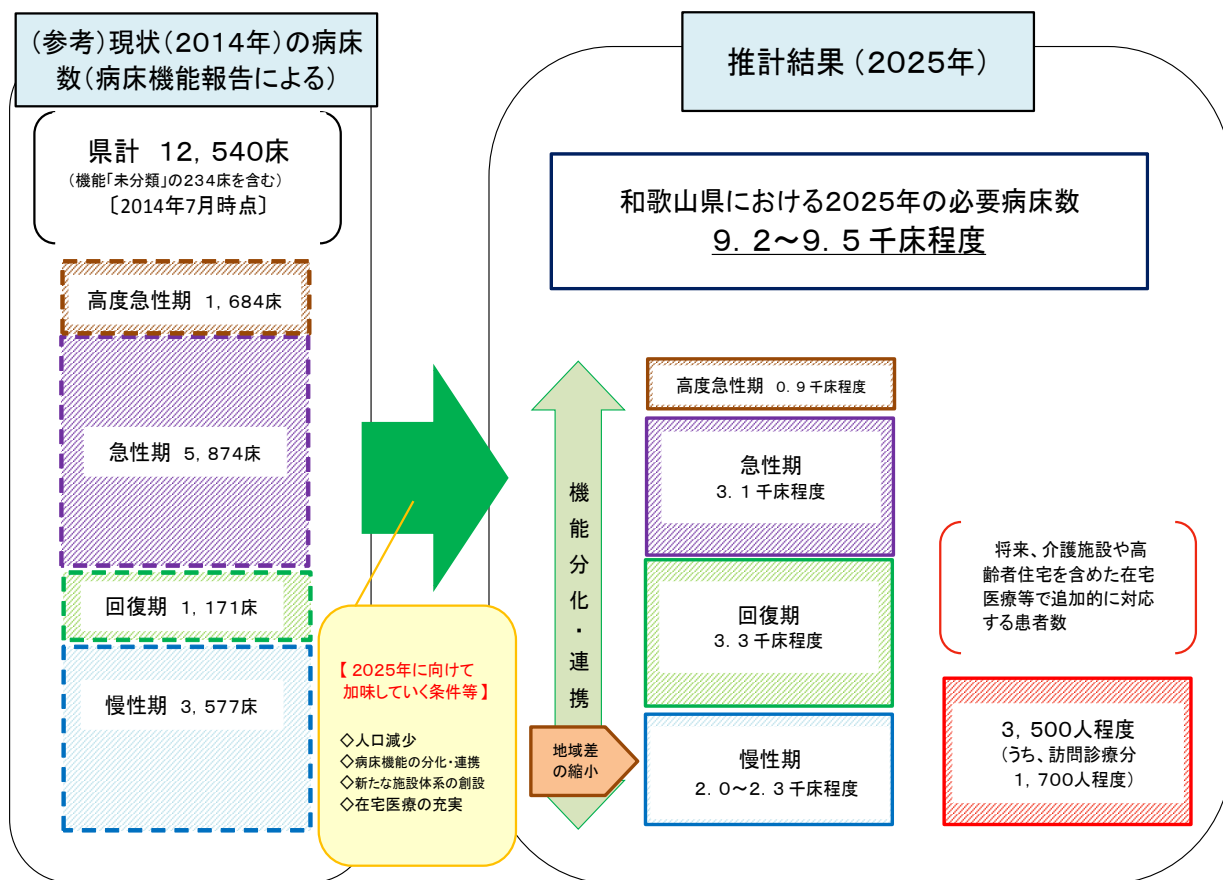 (参考)現状(2014年)の病床
数(病床機能報告による)
県計 12,540床
(機能「未分類」の234床を含む)
〔2014年7月時点〕
高度急性期 1,684床
急性期 5,874床
回復期 1,171床
慢性期 3,577床
【 2025年に向けて
加味していく条件等 】
◇人口減少
◇病床機能の分化・連携
◇新たな施設体系の創設
◇在宅医療の充実
推計結果(2025年)
和歌山県における2025年の必要病床数
9.2～9.5千床程度
機能分化・連携
地域差
の縮小
高度急性期 0.9千床程度
急性期
3.1千床程度
回復期
3.3千床程度
慢性期
2.0～2.3千床程度
将来、介護施設や高
齢者住宅を含めた在宅
医療等で追加的に対応
する患者数
3,500人程度
(うち、訪問診療分
1,700人程度)